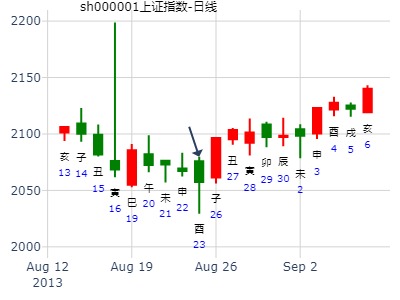 sh000001上证指数-日线
2200
2150
2100
2050
2000
亥
13
子
14
丑
15
寅
16
巳
19
午
20
未
21
申
22
酉
23
子
26
丑
27
寅
28
卯
29
辰
30
未
2
申
3
酉
4
戌
5
亥
6
Aug 12
2013
Aug 19
Aug 26
Sep 2